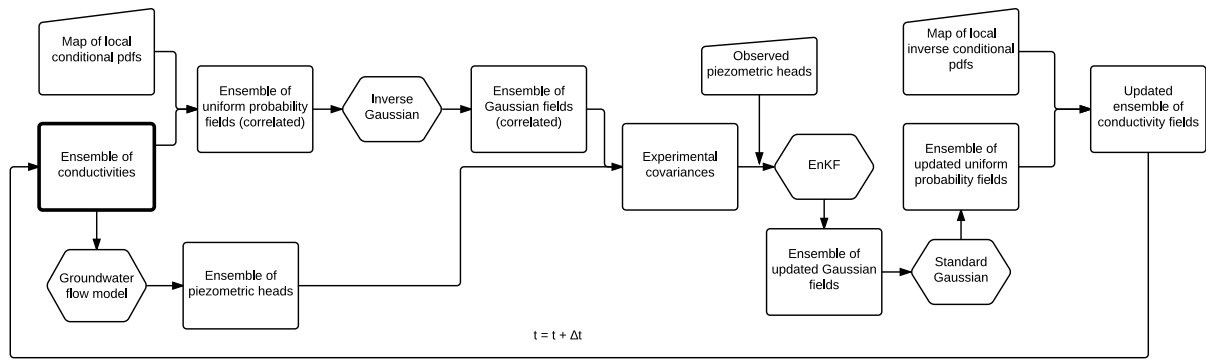 Map of local
conditional pdfs
Ensemble of
uniform probability
fields (correlated)
Inverse
Gaussian
Ensemble of
Gaussian fields
(correlated)
Observed
piezometric heads
Map of local
inverse conditional
pdfs
Updated
ensemble of
conductivity fields
Ensemble of
conductivities
Experimental
covariances
EnKF
Ensemble of
updated uniform
probability fields
Groundwater
flow model
Ensemble of
piezometric heads
Ensemble of
updated Gaussian
fields
Standard
Gaussian
t = t + Δt